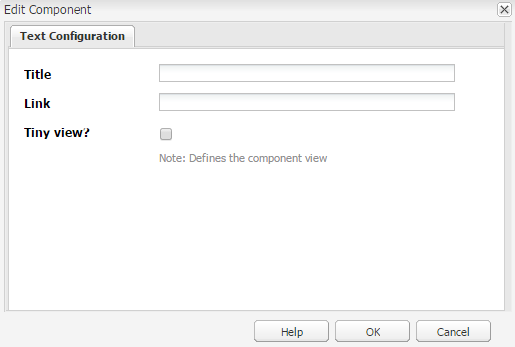 Edit Component
Text Configuration
Title
Link
Tiny view?
Note: Defines the component view
Help OK Cancel